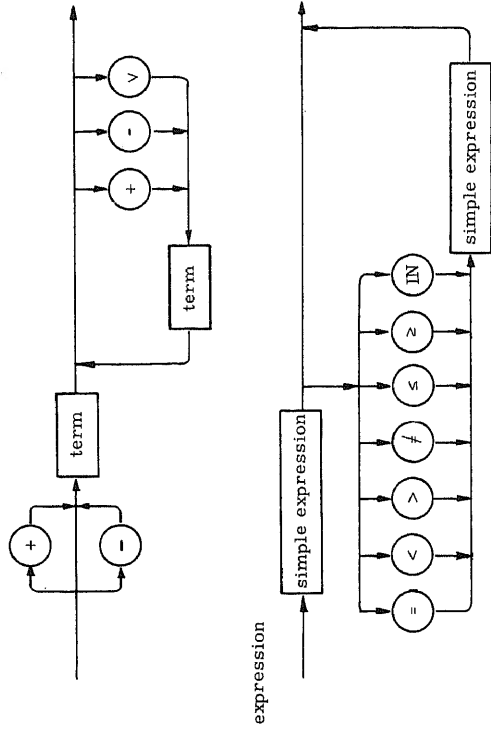 +
-
term
term
+
-
∨
expression
simple expression
=
<
>
≠
≤
≥
IN
simple expression